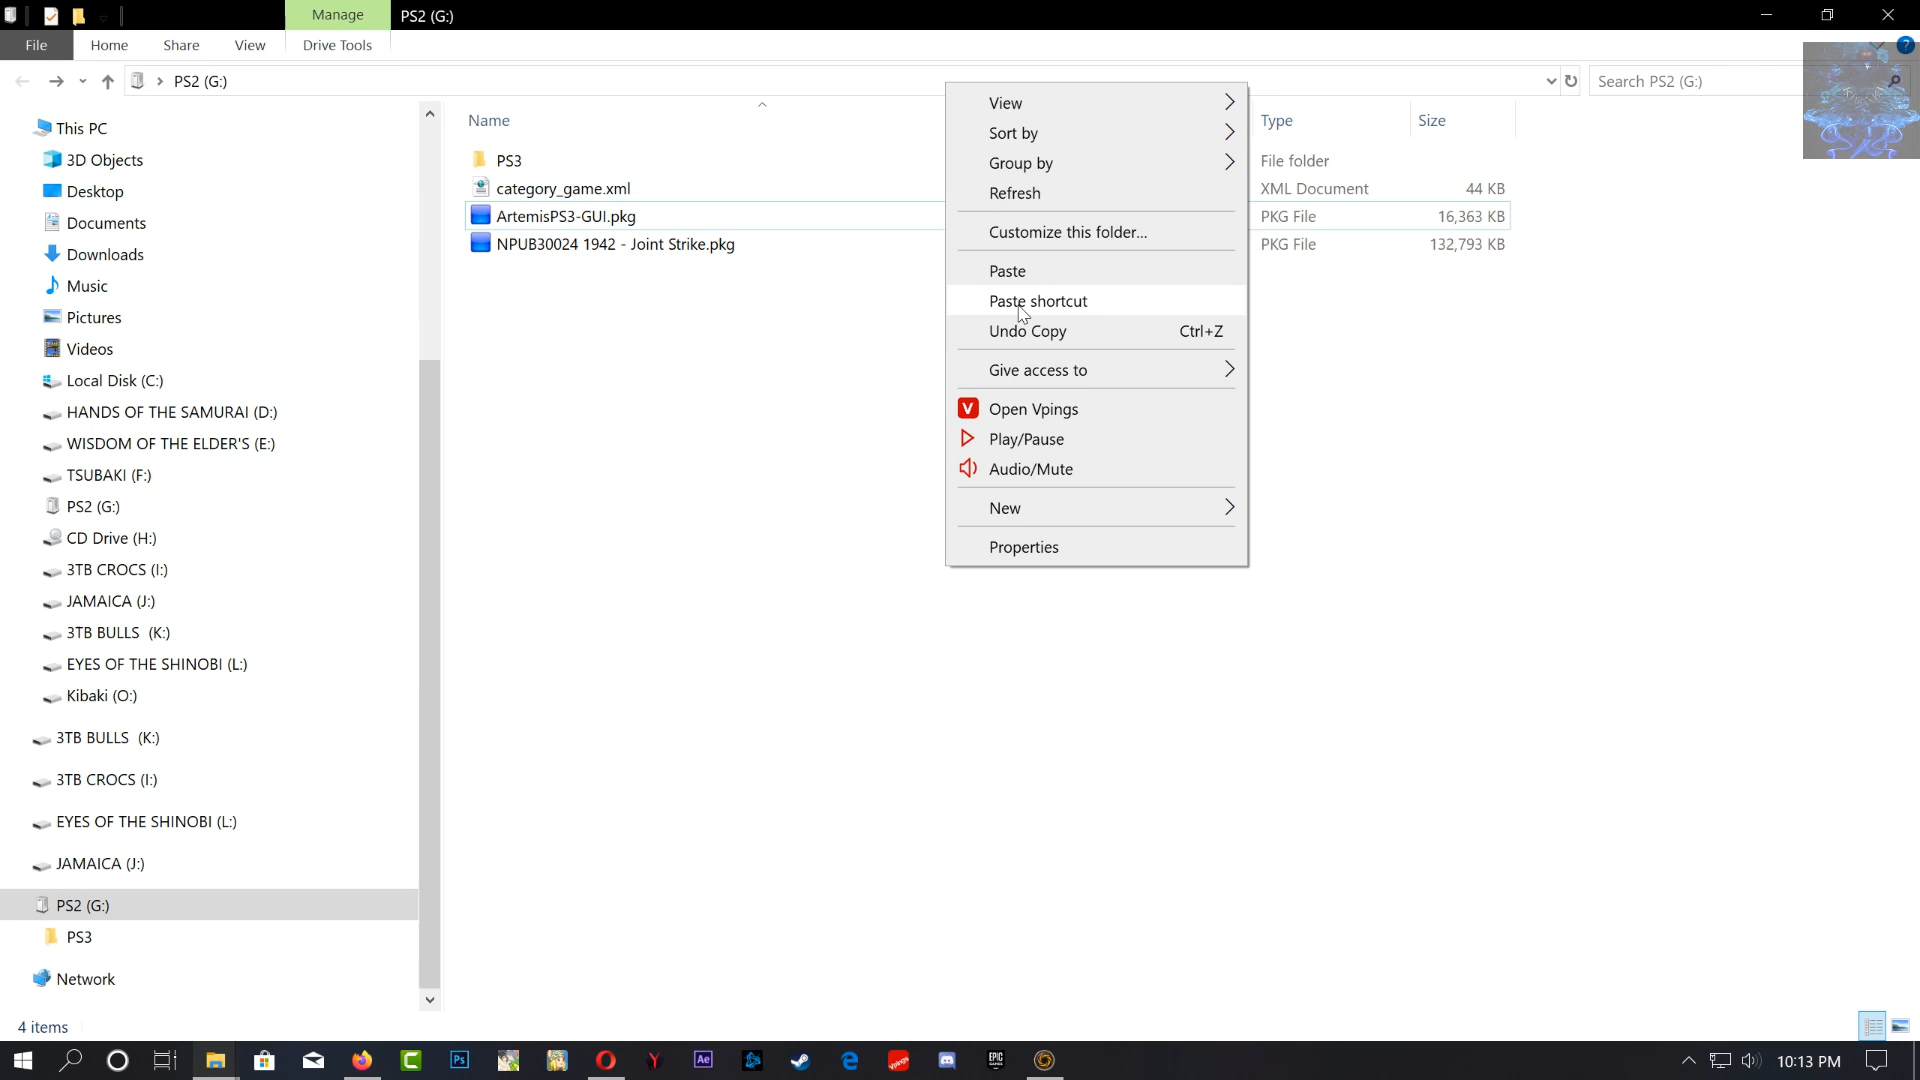 Manage
PS2 (G:)
File
Home
Share
View
Drive Tools
?
PS2 (G:)
Search PS2 (G:)
This PC
3D Objects
Desktop
Documents
Downloads
Music
Pictures
Videos
Local Disk (C:)
HANDS OF THE SAMURAI (D:)
WISDOM OF THE ELDER'S (E:)
TSUBAKI (F:)
PS2 (G:)
CD Drive (H:)
3TB CROCS (I:)
JAMAICA (J:)
3TB BULLS (K:)
EYES OF THE SHINOBI (L:)
Kibaki (O:)
3TB BULLS (K:)
3TB CROCS (I:)
EYES OF THE SHINOBI (L:)
JAMAICA (J:)
PS2 (G:)
PS3
Network
Name
Type
Size
PS3
File folder
category_game.xml
XML Document
44 KB
ArtemisPS3-GUI.pkg
PKG File
16,363 KB
NPUB30024 1942 - Joint Strike.pkg
PKG File
132,793 KB
View
Sort by
Group by
Refresh
Customize this folder...
Paste
Paste shortcut
Undo Copy Ctrl+Z
Give access to
V Open Vpings
Play/Pause
Audio/Mute
New
Properties
4 items
C
Ps
Y
Ae
vpings
EPIC GAMES
10:13 PM